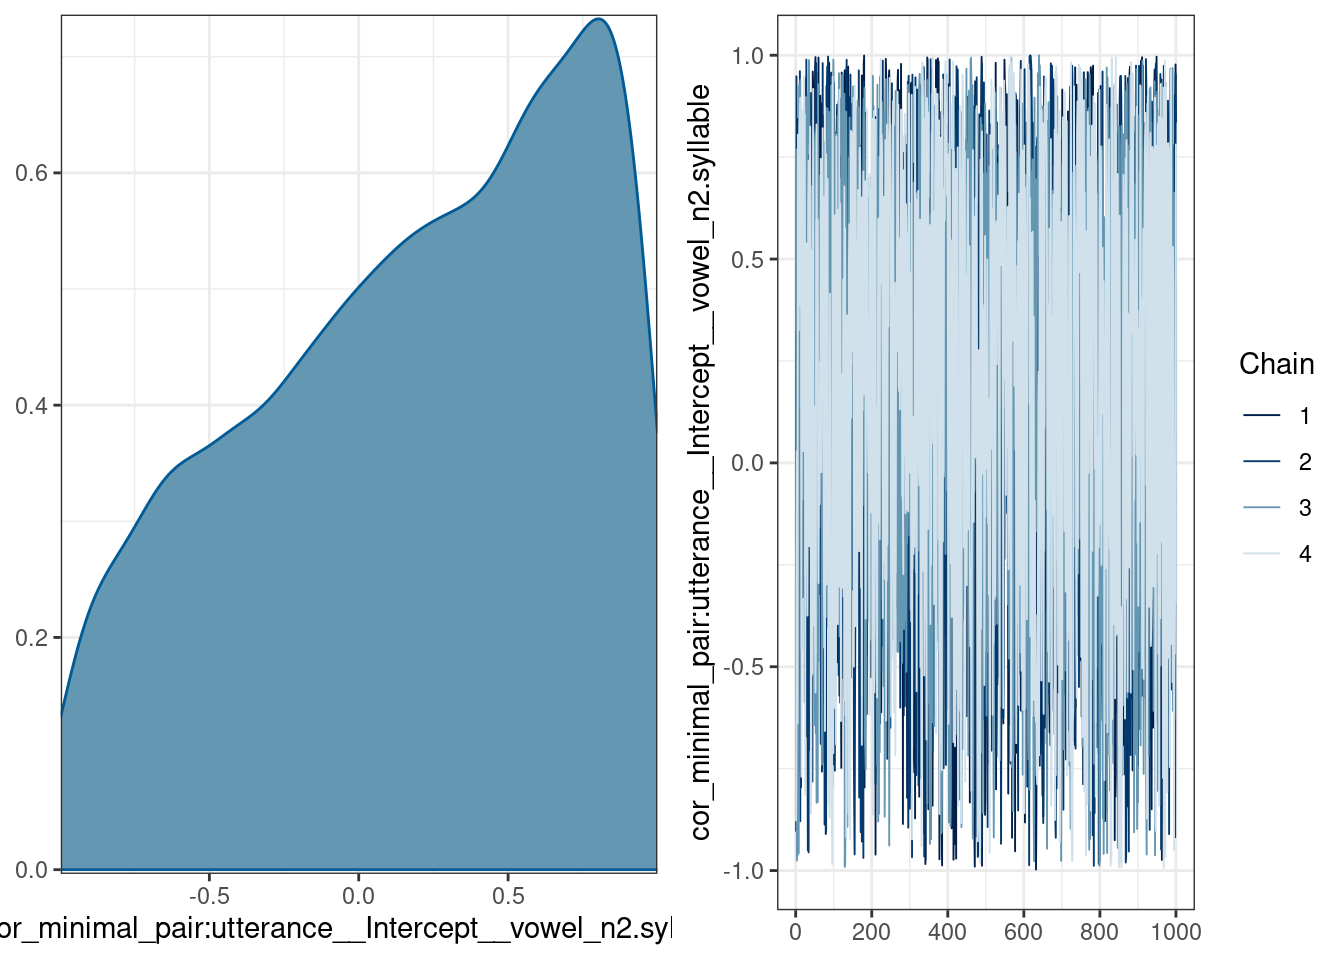 0.6
0.4
0.2
0.0
-0.5 0.0 0.5
or_minimal_pair:utterance__Intercept__vowel_n2.syl
cor_minimal_pair:utterance__Intercept__vowel_n2.syllable
1.0
0.5
0.0
-0.5
-1.0
0 200 400 600 800 1000
Chain
1
2
3
4